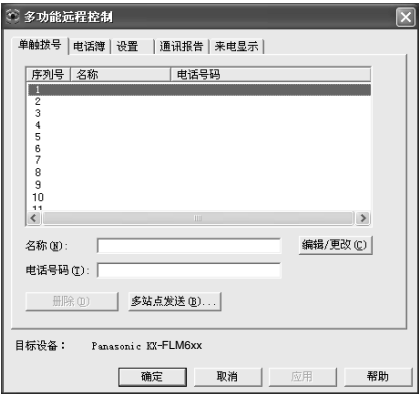 多功能远程控制
单触拨号 电话簿 设置 通讯报告 来电显示
序列号 名称 电话号码
1
2
3
4
5
6
7
8
9
10
11
名称(N):
编辑/更改(C)
电话号码(T):
删除(D) 多站点发送(B)...
目标设备: Panasonic KX-FLM6xx
确定 取消 应用 帮助